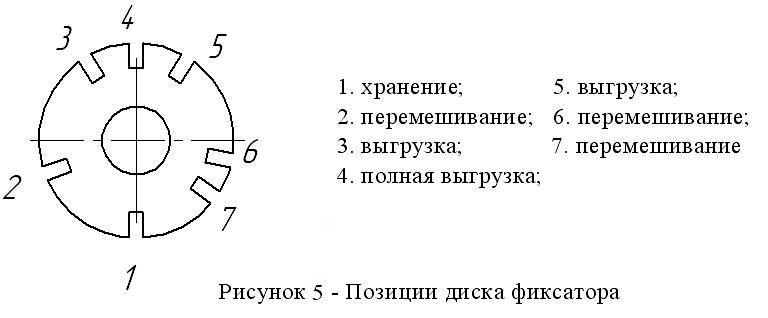 4
3
5
6
2
7
1
1. хранение; 5. выгрузка;
2. перемешивание; 6. перемешивание;
3. выгрузка; 7. перемешивание
4. полная выгрузка;
Рисунок 5 - Позиции диска фиксатора